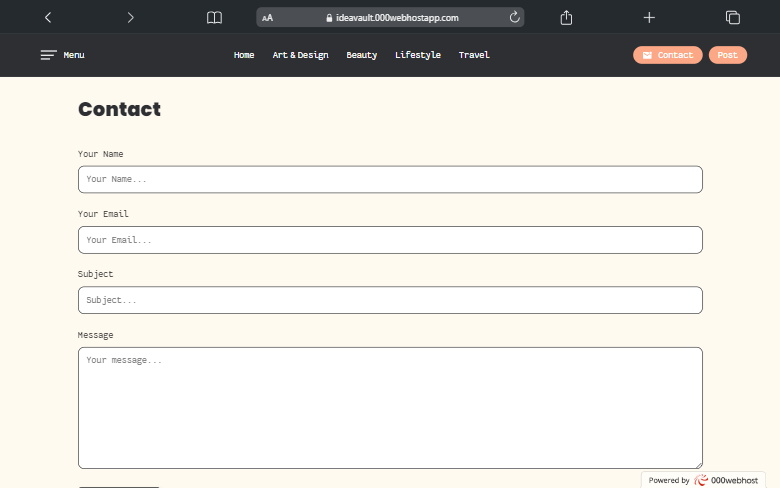 AA ideavault.000webhostapp.com
Menu Home Art & Design Beauty Lifestyle Travel Contact Post
Contact
Your Name
Your Name...
Your Email
Your Email...
Subject
Subject...
Message
Your message...
Powered by 000webhost